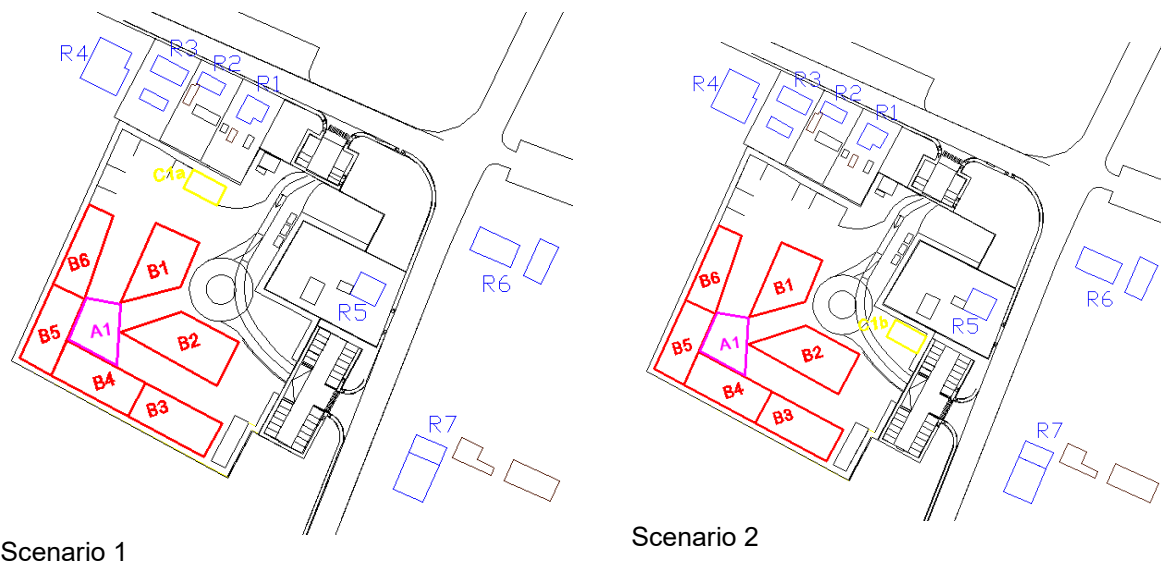 R4
R3
R2
R1
C1a
B6
B1
R6
R5
B5
A1
B2
B4
B3
R7
Scenario 1
R4
R3
R2
R1
B6
B1
R6
R5
C1b
B5
A1
B2
B4
B3
R7
Scenario 2